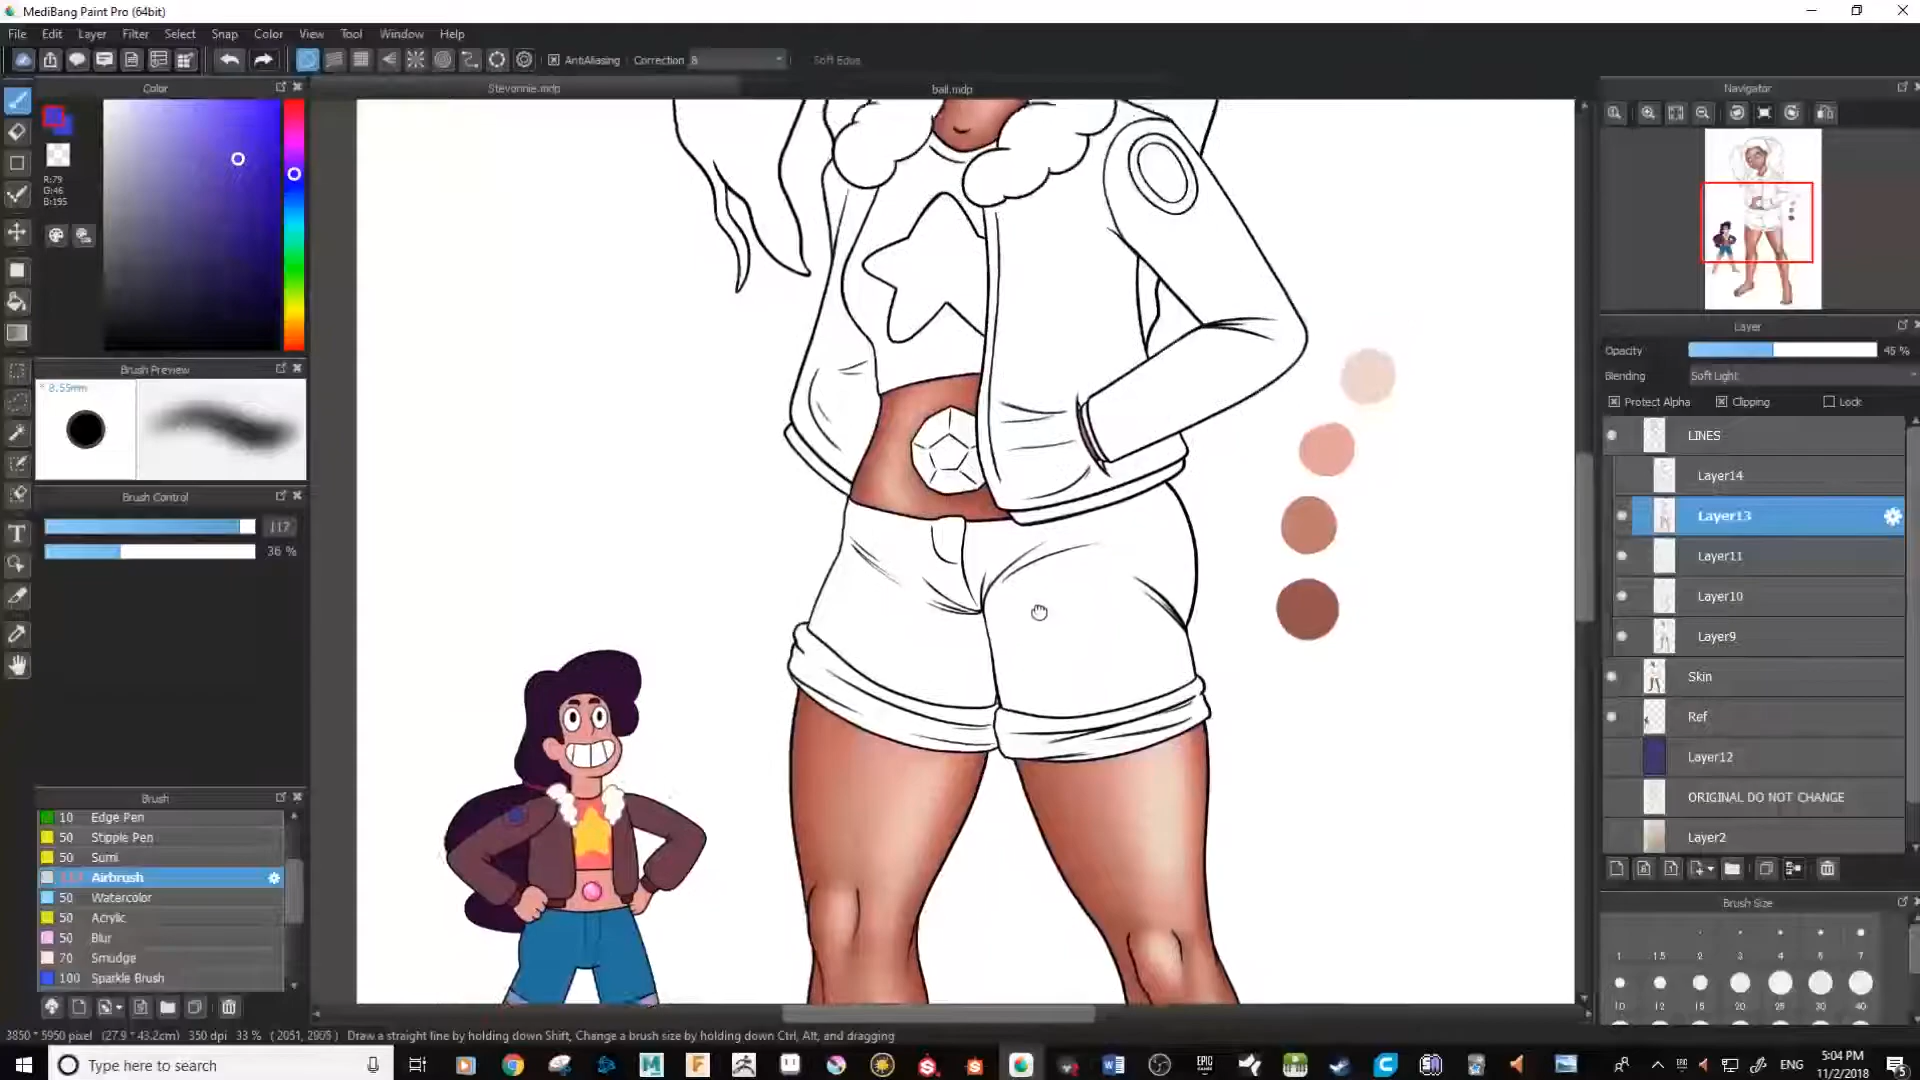 MediBang Paint Pro (64bit)
File Edit Layer Filter Select Snap Color View Tool Window Help
AntiAliasing Correction 8 Soft Edge
Color
Stevonnie.mdp
ball.mdp
Navigator
R:79
G:46
B:195
Layer
Opacity 45 %
Blending Soft Light
Protect Alpha Clipping Lock
Brush Preview
* 0.55mm
LINES
Layer14
Layer13
Layer11
Layer10
Layer9
Skin
Ref
Layer12
ORIGINAL DO NOT CHANGE
Layer2
Brush Control
117
36 %
Brush
10 Edge Pen
50 Stipple Pen
50 Sumi
117 Airbrush
50 Watercolor
50 Acrylic
50 Blur
70 Smudge
100 Sparkle Brush
Brush Size
1 1.5 2 3 4 5 7
10 12 15 20 25 30 40
3850 * 5950 pixel (27.9 * 43.2cm) 350 dpi 33 % ( 2051, 2905 ) Draw a straight line by holding down Shift, Change a brush size by holding down Ctrl, Alt, and dragging
Type here to search
ENG
5:04 PM
11/2/2018